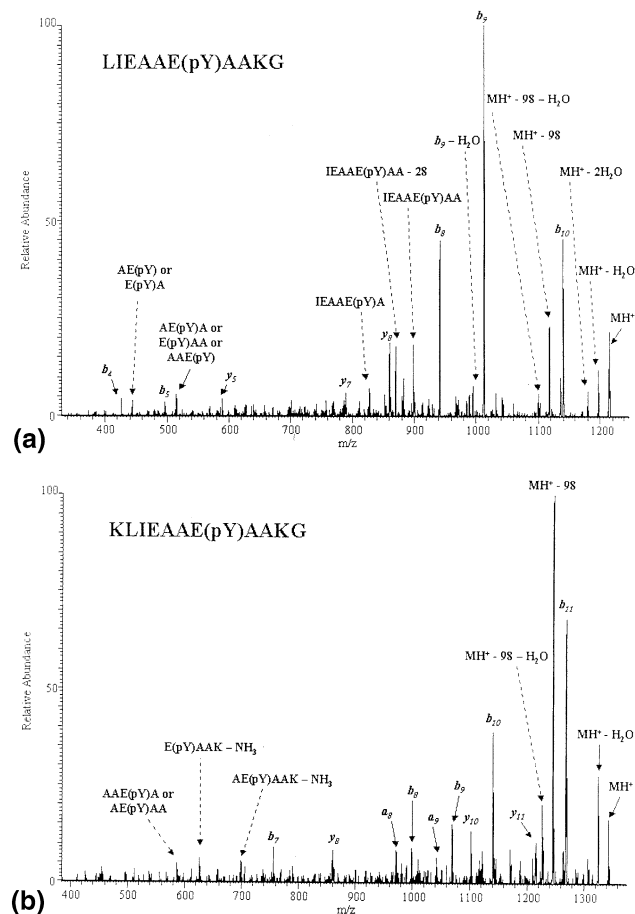 100
b9
LIEAAE(pY)AAKG
MH+ - 98 – H2O
MH+ - 98
b9 – H2O
IEAAE(pY)AA - 28
MH+ - 2H2O
IEAAE(pY)AA
50
b8
b10
MH+ - H2O
AE(pY) or
E(pY)A
IEAAE(pY)A
MH+
AE(pY)A or
E(pY)AA or
AAE(pY)
y8
b4
b5
y5
y7
Relative Abundance
0
400 500 600 700 800 900 1000 1100 1200
(a)
m/z
100
MH+ - 98
KLIEAAE(pY)AAKG
b11
MH+ - 98 – H2O
50
b10
MH+ - H2O
E(pY)AAK – NH3
AAE(pY)A or
AE(pY)AA
AE(pY)AAK – NH3
b8
b9
MH+
a8
a9
y10
y11
b7
y8
Relative Abundance
0
400 500 600 700 800 900 1000 1100 1200 1300
(b)
m/z